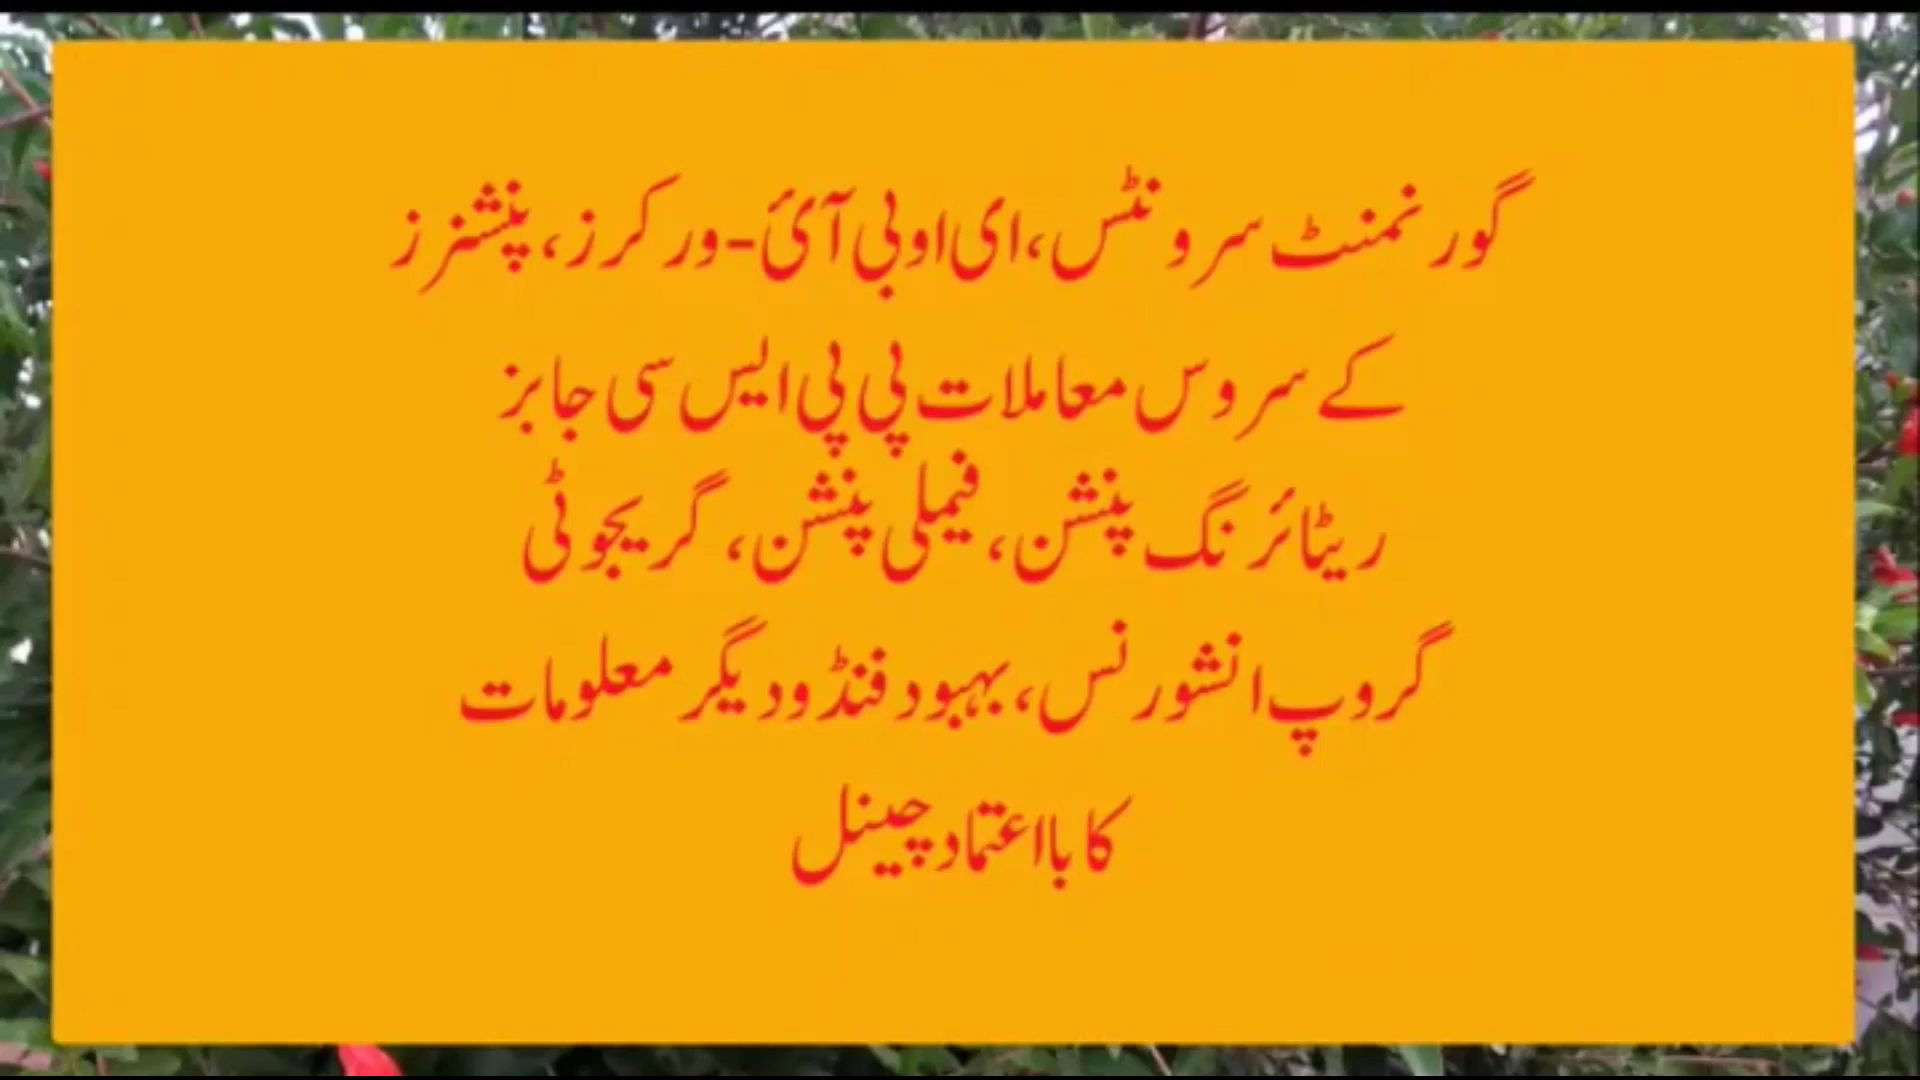 گورنمنٹ سرونٹس، ای او بی آئ-ورکرز، پنشنرز
کے سروس معاملات پی پی ایس سی جابز
ریٹائرنگ پنشن، فیملی پنشن، گریجوٹی
گروپ انشورنس، بہبود فنڈ و دیگر معلومات
کا بااعتماد چینل